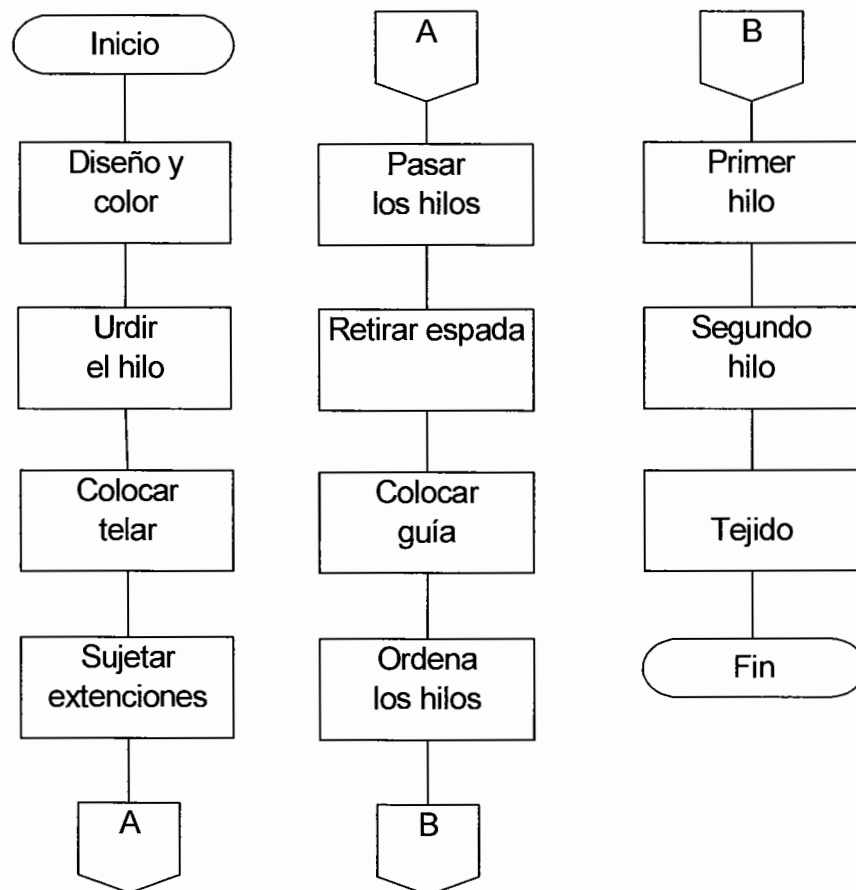 Inicio
Diseño y
color
Urdir
el hilo
Colocar
telar
Sujetar
extenciones
A
A
Pasar
los hilos
Retirar espada
Colocar
guía
Ordena
los hilos
B
B
Primer
hilo
Segundo
hilo
Tejido
Fin